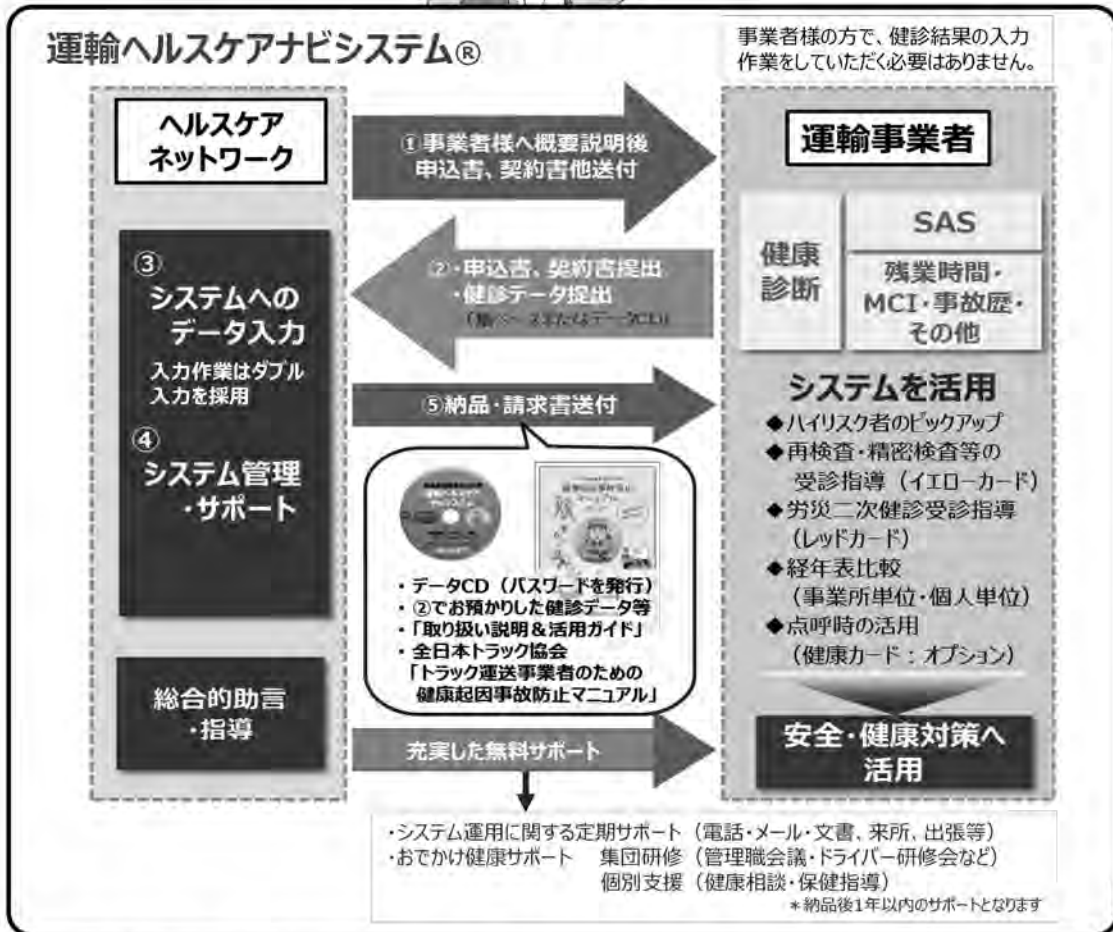 運輸ヘルスケアナビシステム®
事業者様の方で、健診結果の入力
作業をしていただく必要はありません。
ヘルスケア
ネットワーク
①事業者様へ概要説明後
申込書、契約書他送付
運輸事業者
②・申込書、契約書提出
・健診データ提出
健康
診断
SAS
残業時間・
MCI・事故歴・
その他
③
システムへの
データ入力
入力作業はダブル
入力を採用
④
システム管理
・サポート
⑤納品・請求書送付
・データCD(パスワードを発行)
・②でお預かりした健診データ等
・「取り扱い説明&活用ガイド」
・全日本トラック協会
「トラック運送事業者のための
健康起因事故防止マニュアル」
システムを活用
◆ハイリスク者のピックアップ
◆再検査・精密検査等の
受診指導(イエローカード)
◆労災二次健診受診指導
(レッドカード)
◆経年表比較
(事業所単位・個人単位)
◆点呼時の活用
(健康カード:オプション)
総合的助言
・指導
充実した無料サポート
安全・健康対策へ
活用
・システム運用に関する定期サポート(電話・メール・文書、来所、出張等)
・おでかけ健康サポート 集団研修(管理職会議・ドライバー研修会など)
個別支援(健康相談・保健指導)
*納品後1年以内のサポートとなります